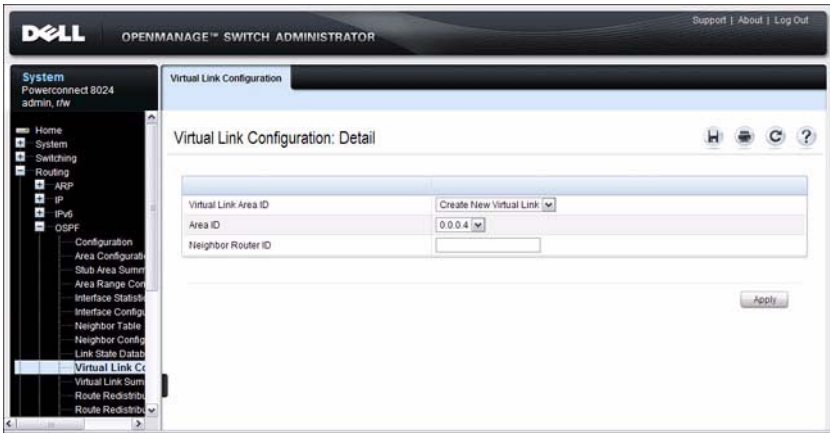 Support | About | Log Out
DELL
OPENMANAGE™ SWITCH ADMINISTRATOR
System
Powerconnect 8024
admin, r/w
Virtual Link Configuration
Home
System
Switching
Routing
ARP
IP
IPv6
OSPF
Configuration
Area Configurati
Stub Area Summ
Area Range Con
Interface Statisti
Interface Configu
Neighbor Table
Neighbor Config
Link State Datab
Virtual Link Co
Virtual Link Sum
Route Redistribu
Route Redistribu
Virtual Link Configuration: Detail
?
Virtual Link Area ID
Create New Virtual Link
Area ID
0.0.0.4
Neighbor Router ID
Apply